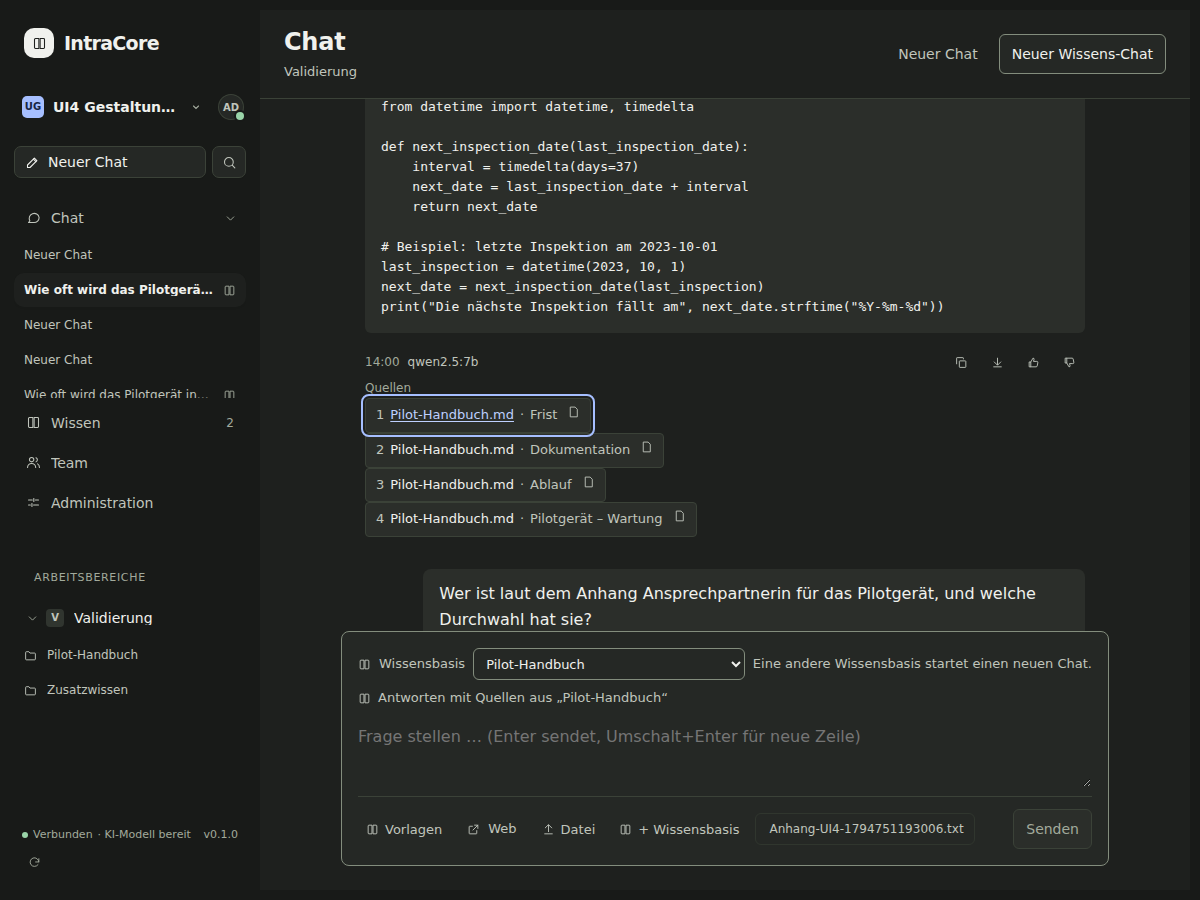 IntraCore
UG UI4 Gestaltun… AD
Neuer Chat
Chat
Neuer Chat
Wie oft wird das Pilotgerä…
Neuer Chat
Neuer Chat
Wie oft wird das Pilotgerät in…
Wissen 2
Team
Administration
ARBEITSBEREICHE
V Validierung
Pilot-Handbuch
Zusatzwissen
Verbunden · KI-Modell bereit v0.1.0
Chat
Validierung
Neuer Chat
Neuer Wissens-Chat
from datetime import datetime, timedelta
def next_inspection_date(last_inspection_date):
    interval = timedelta(days=37)
    next_date = last_inspection_date + interval
    return next_date
# Beispiel: letzte Inspektion am 2023-10-01
last_inspection = datetime(2023, 10, 1)
next_date = next_inspection_date(last_inspection)
print("Die nächste Inspektion fällt am", next_date.strftime("%Y-%m-%d"))
14:00 qwen2.5:7b
Quellen
1 Pilot-Handbuch.md · Frist
2 Pilot-Handbuch.md · Dokumentation
3 Pilot-Handbuch.md · Ablauf
4 Pilot-Handbuch.md · Pilotgerät – Wartung
Wer ist laut dem Anhang Ansprechpartnerin für das Pilotgerät, und welche
Durchwahl hat sie?
Wissensbasis Pilot-Handbuch Eine andere Wissensbasis startet einen neuen Chat.
Antworten mit Quellen aus „Pilot-Handbuch“
Frage stellen … (Enter sendet, Umschalt+Enter für neue Zeile)
Vorlagen Web Datei + Wissensbasis Anhang-UI4-1794751193006.txt Senden